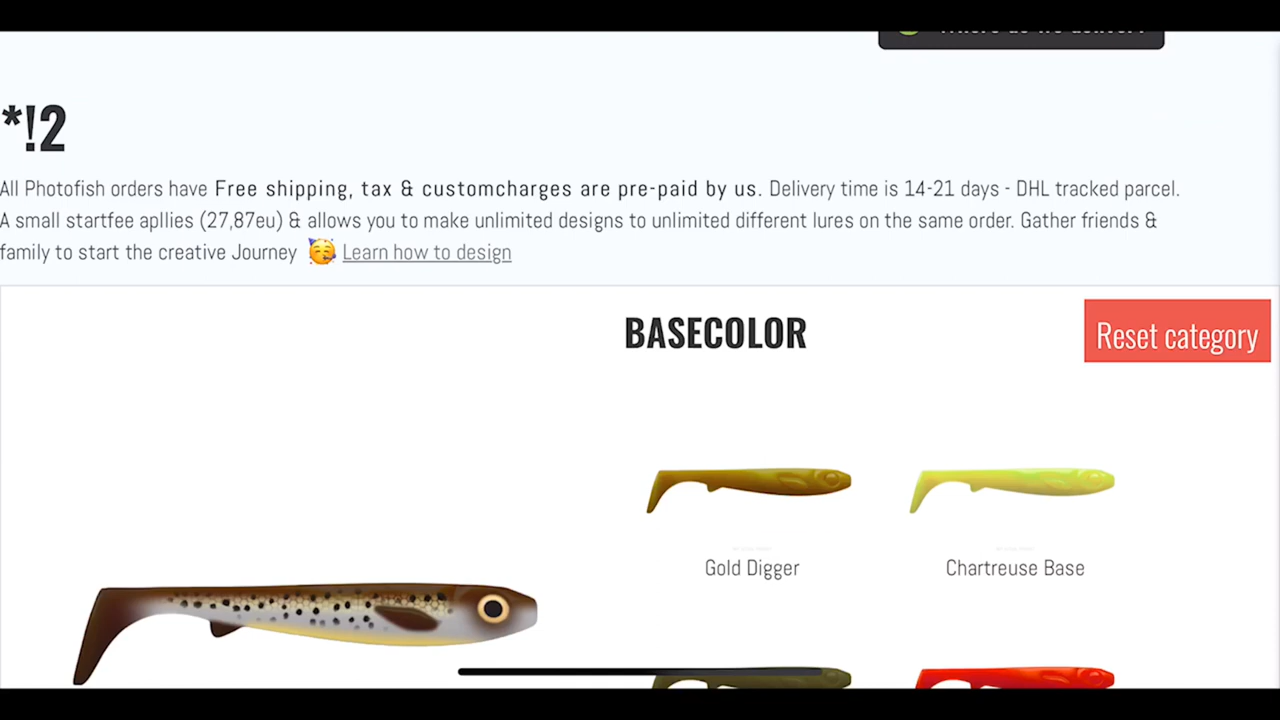 *!2
All Photofish orders have Free shipping, tax & customcharges are pre-paid by us. Delivery time is 14-21 days - DHL tracked parcel.
A small startfee apllies (27,87eu) & allows you to make unlimited designs to unlimited different lures on the same order. Gather friends &
family to start the creative Journey 🥳 Learn how to design
BASECOLOR
Reset category
Gold Digger
Chartreuse Base